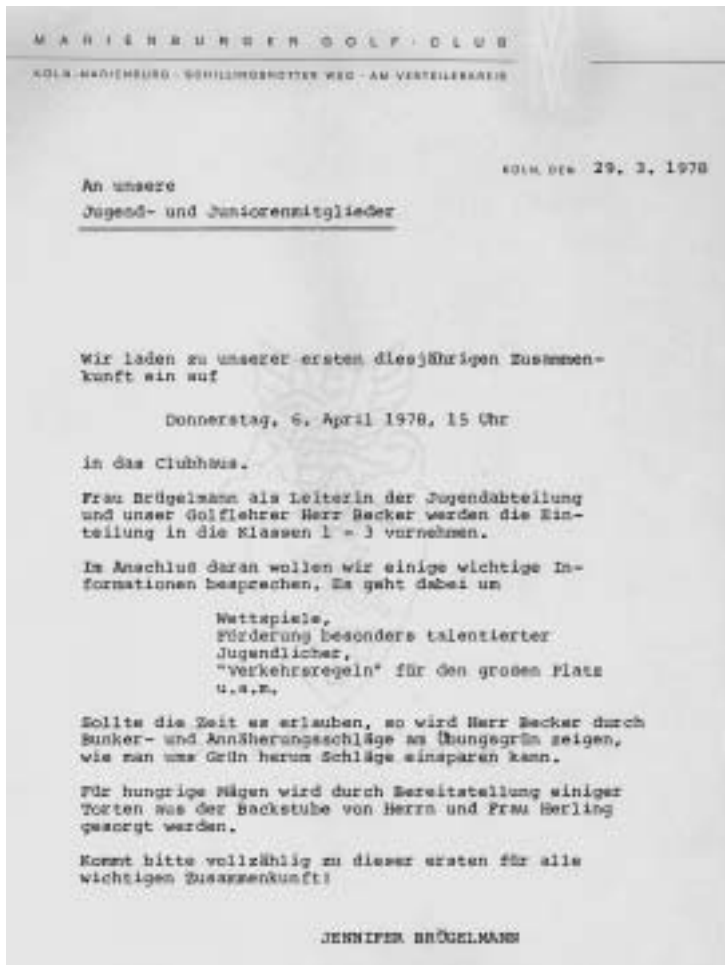 MARIENBURGER GOLF-CLUB
KÖLN-MARIENBURG · SCHILLINGSROTTER WEG · AM VERTEILERKREIS
KÖLN, DEN 29. 3. 1978
An unsere
Jugend- und Juniorenmitglieder
Wir laden zu unserer ersten diesjährigen Zusammen-
kunft ein auf
Donnerstag, 6. April 1978, 15 Uhr
in das Clubhaus.
Frau Brügelmann als Leiterin der Jugendabteilung
und unser Golflehrer Herr Becker werden die Ein-
teilung in die Klassen 1 - 3 vornehmen.
Im Anschluß daran wollen wir einige wichtige In-
formationen besprechen. Es geht dabei um
Wettspiele,
Förderung besonders talentierter
Jugendlicher,
"Verkehrsregeln" für den großen Platz
u.a.m.
Sollte die Zeit es erlauben, so wird Herr Becker durch
Bunker- und Annäherungsschläge am Übungsgrün zeigen,
wie man ums Grün herum Schläge einsparen kann.
Für hungrige Mägen wird durch Bereitstellung einiger
Torten aus der Backstube von Herrn und Frau Herling
gesorgt werden.
Kommt bitte vollzählig zu dieser ersten für alle
wichtigen Zusammenkunft!
JENNIFER BRÜGELMANN